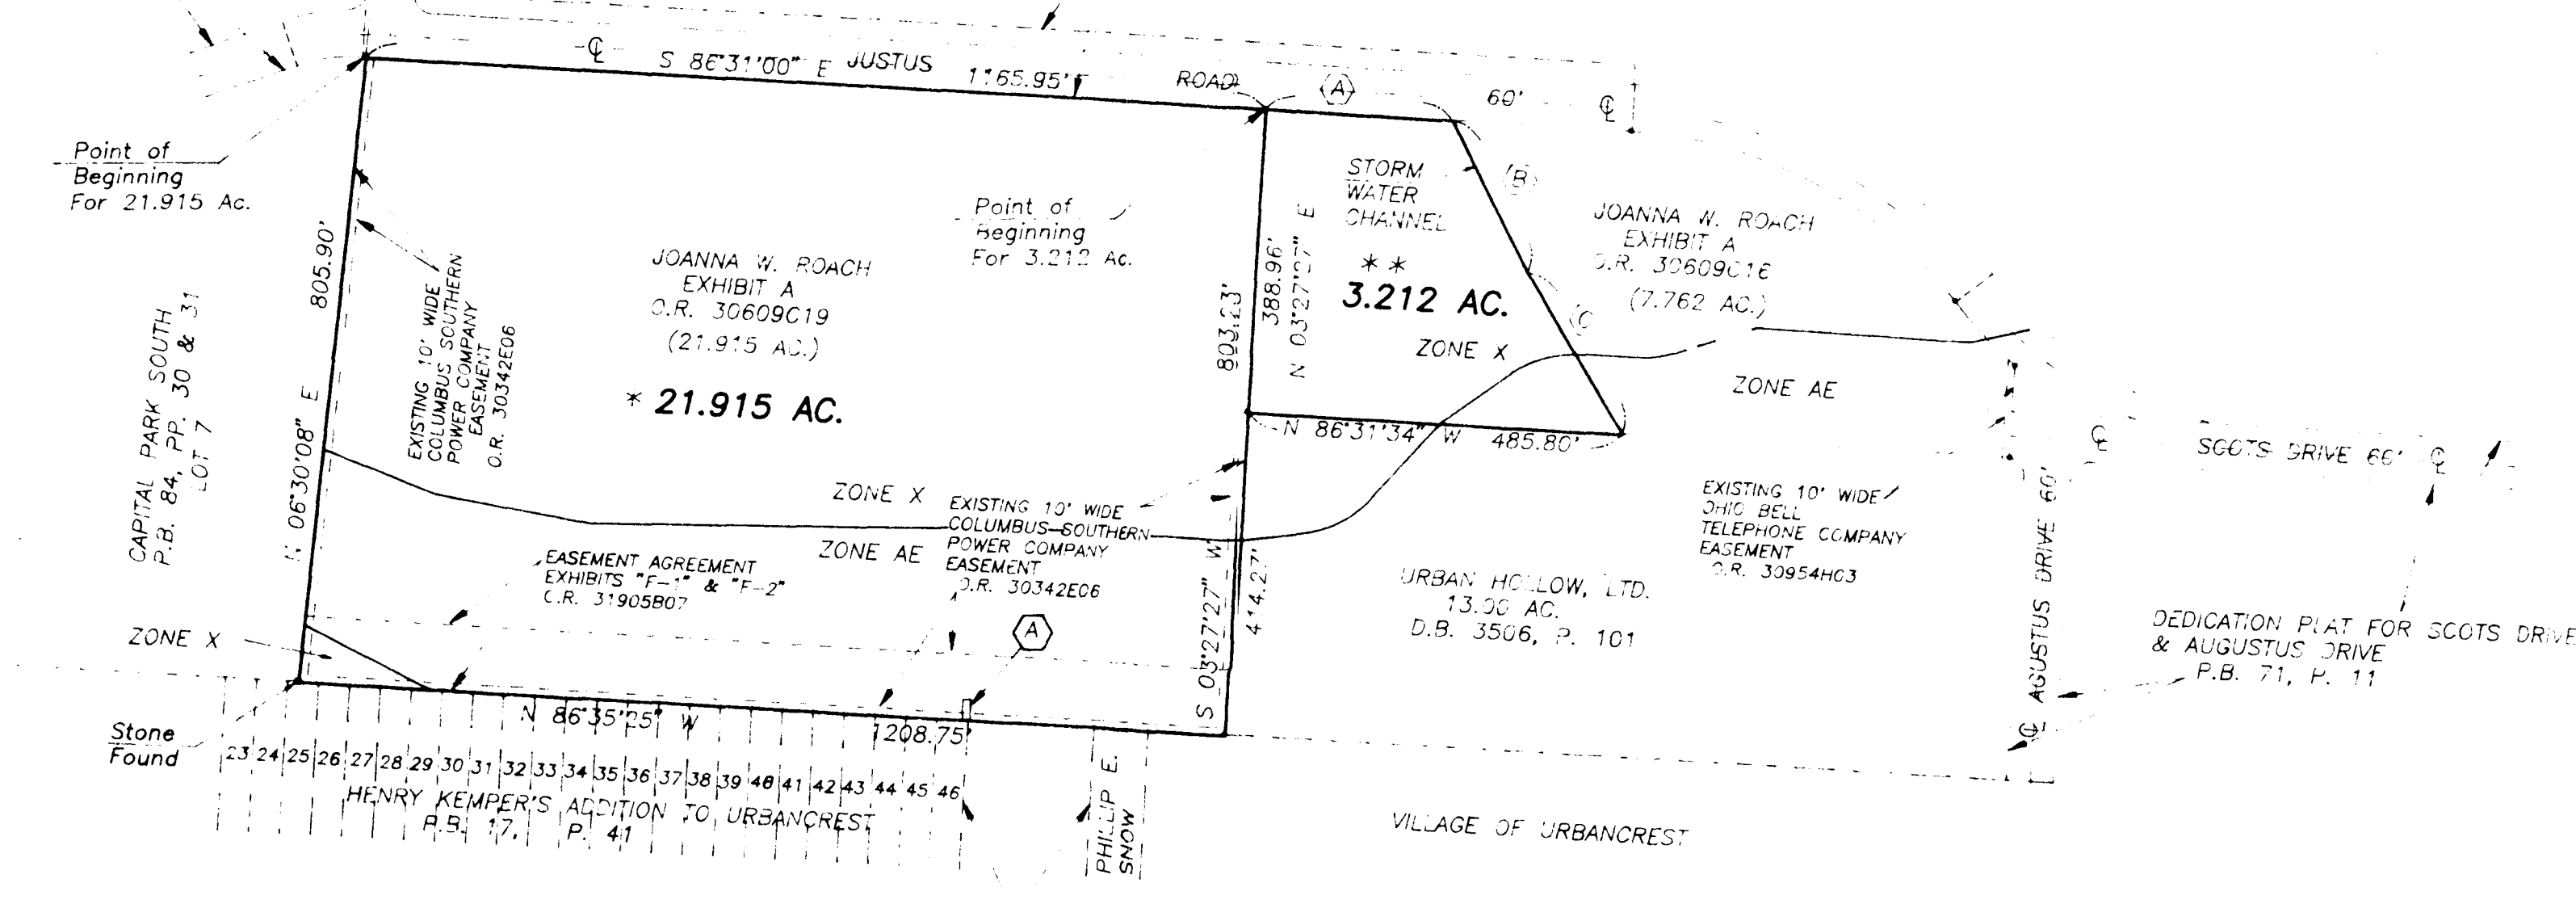 ℄ S 86°31'00" E JUSTUS 1165.95' ROAD
A
60'
℄
Point of
Beginning
For 21.915 Ac.
805.90'
N 06°30'08" E
CAPITAL PARK SOUTH
P.B. 84, PP. 30 & 31
LOT 7
EXISTING 10' WIDE
COLUMBUS SOUTHERN
POWER COMPANY
EASEMENT
O.R. 30342E06
JOANNA W. ROACH
EXHIBIT A
O.R. 30609C19
(21.915 AC.)
* 21.915 AC.
Point of
Beginning
For 3.212 Ac.
803.23'
388.96'
N 03°27'27" E
STORM
WATER
CHANNEL
* *
3.212 AC.
ZONE X
(B)
(C
JOANNA W. ROACH
EXHIBIT A
O.R. 30609C16
(7.762 AC.)
ZONE AE
N 86°31'34" W 485.80'
℄
SCOTS DRIVE 60' ℄
ZONE X
ZONE AE
EXISTING 10' WIDE
COLUMBUS SOUTHERN
POWER COMPANY
EASEMENT
O.R. 30342E06
EASEMENT AGREEMENT
EXHIBITS "F-1" & "F-2"
O.R. 31905B07
A
S 03°27'27" W
414.27'
URBAN HOLLOW, LTD.
13.00 AC.
D.B. 3506, P. 101
EXISTING 10' WIDE
OHIO BELL
TELEPHONE COMPANY
EASEMENT
O.R. 30954H03
℄ AGUSTUS DRIVE 60'
DEDICATION PLAT FOR SCOTS DRIVE
& AUGUSTUS DRIVE
P.B. 71, P. 11
ZONE X
Stone
Found
N 86°35'25" W 1208.75'
23 24 25 26 27 28 29 30 31 32 33 34 35 36 37 38 39 40 41 42 43 44 45 46
HENRY KEMPER'S ADDITION TO URBANCREST
P.B. 17, P. 41
PHILLIP E.
SNOW
VILLAGE OF URBANCREST